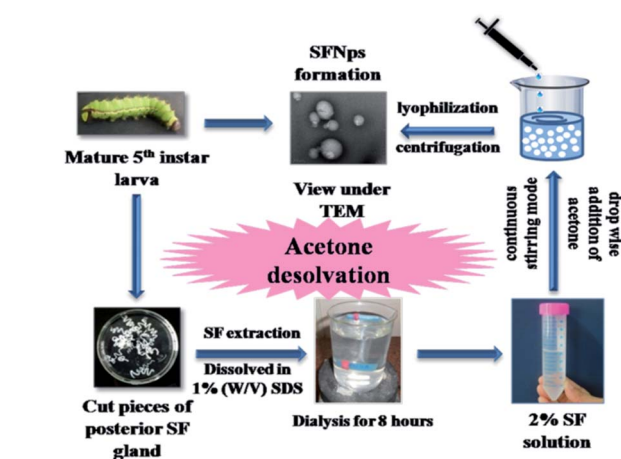 SFNps
formation
lyophilization
centrifugation
Mature 5th instar
larva
View under
TEM
continuous
stirring mode
drop wise
addition of
acetone
Acetone
desolvation
SF extraction
Dissolved in
1% (W/V) SDS
Cut pieces of
posterior SF
gland
Dialysis for 8 hours
2% SF
solution